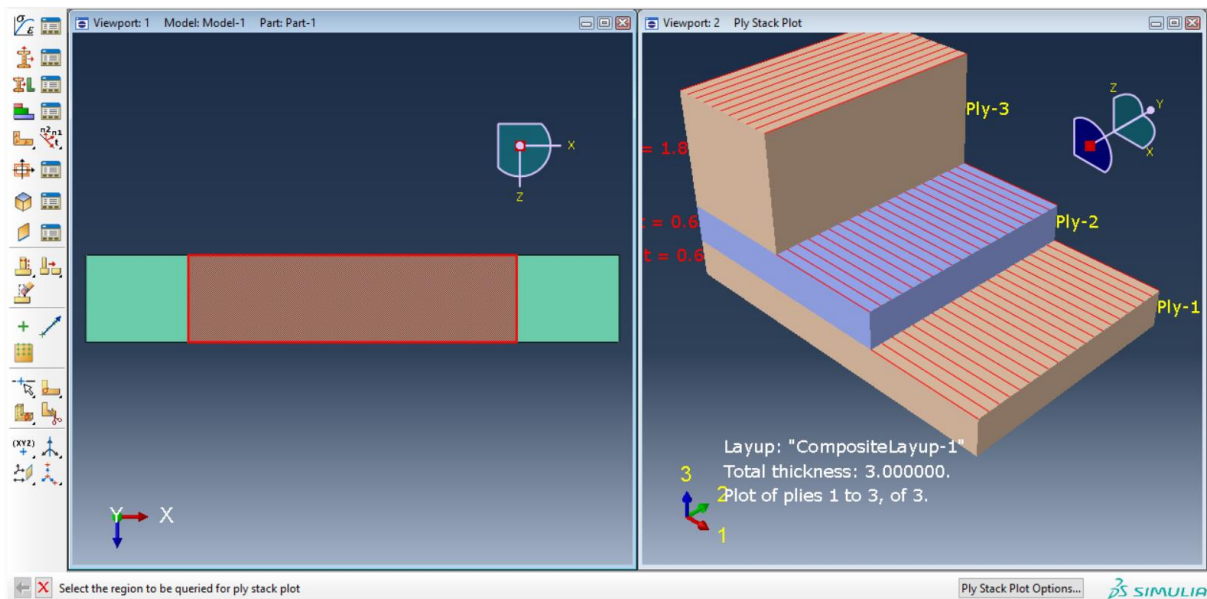 Viewport: 1 Model: Model-1 Part: Part-1
X
Z
Y X
n2 n1
t
(XYZ)
Viewport: 2 Ply Stack Plot
Z
Y
X
Ply-3
= 1.8
Ply-2
t = 0.6
t = 0.6
Ply-1
Layup: "CompositeLayup-1"
Total thickness: 3.000000.
Plot of plies 1 to 3, of 3.
3
2
1
Select the region to be queried for ply stack plot
Ply Stack Plot Options...
SIMULIA